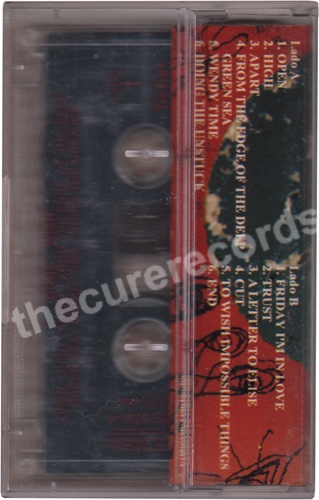 Lado A
1. OPEN
2. HIGH
3. APART
4. FROM THE EDGE OF THE DEEP
GREEN SEA
5. WENDY TIME
6. DOING THE UNSTUCK
Lado B
1. FRIDAY I'M IN LOVE
2. TRUST
3. A LETTER TO ELISE
4. CUT
5. TO WISH IMPOSSIBLE THINGS
6. END
thecurerecords